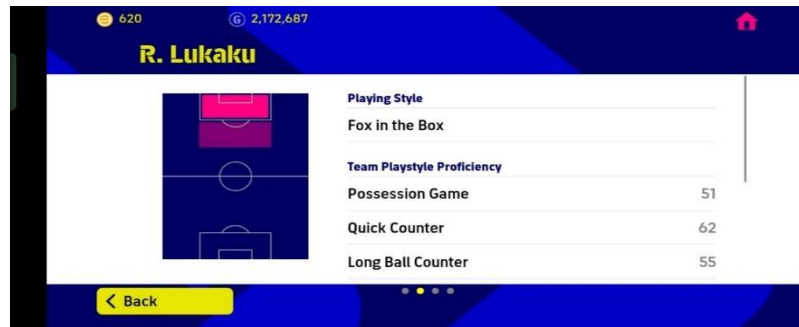 620
G 2,172,687
R. Lukaku
Playing Style
Fox in the Box
Team Playstyle Proficiency
Possession Game 51
Quick Counter 62
Long Ball Counter 55
Back